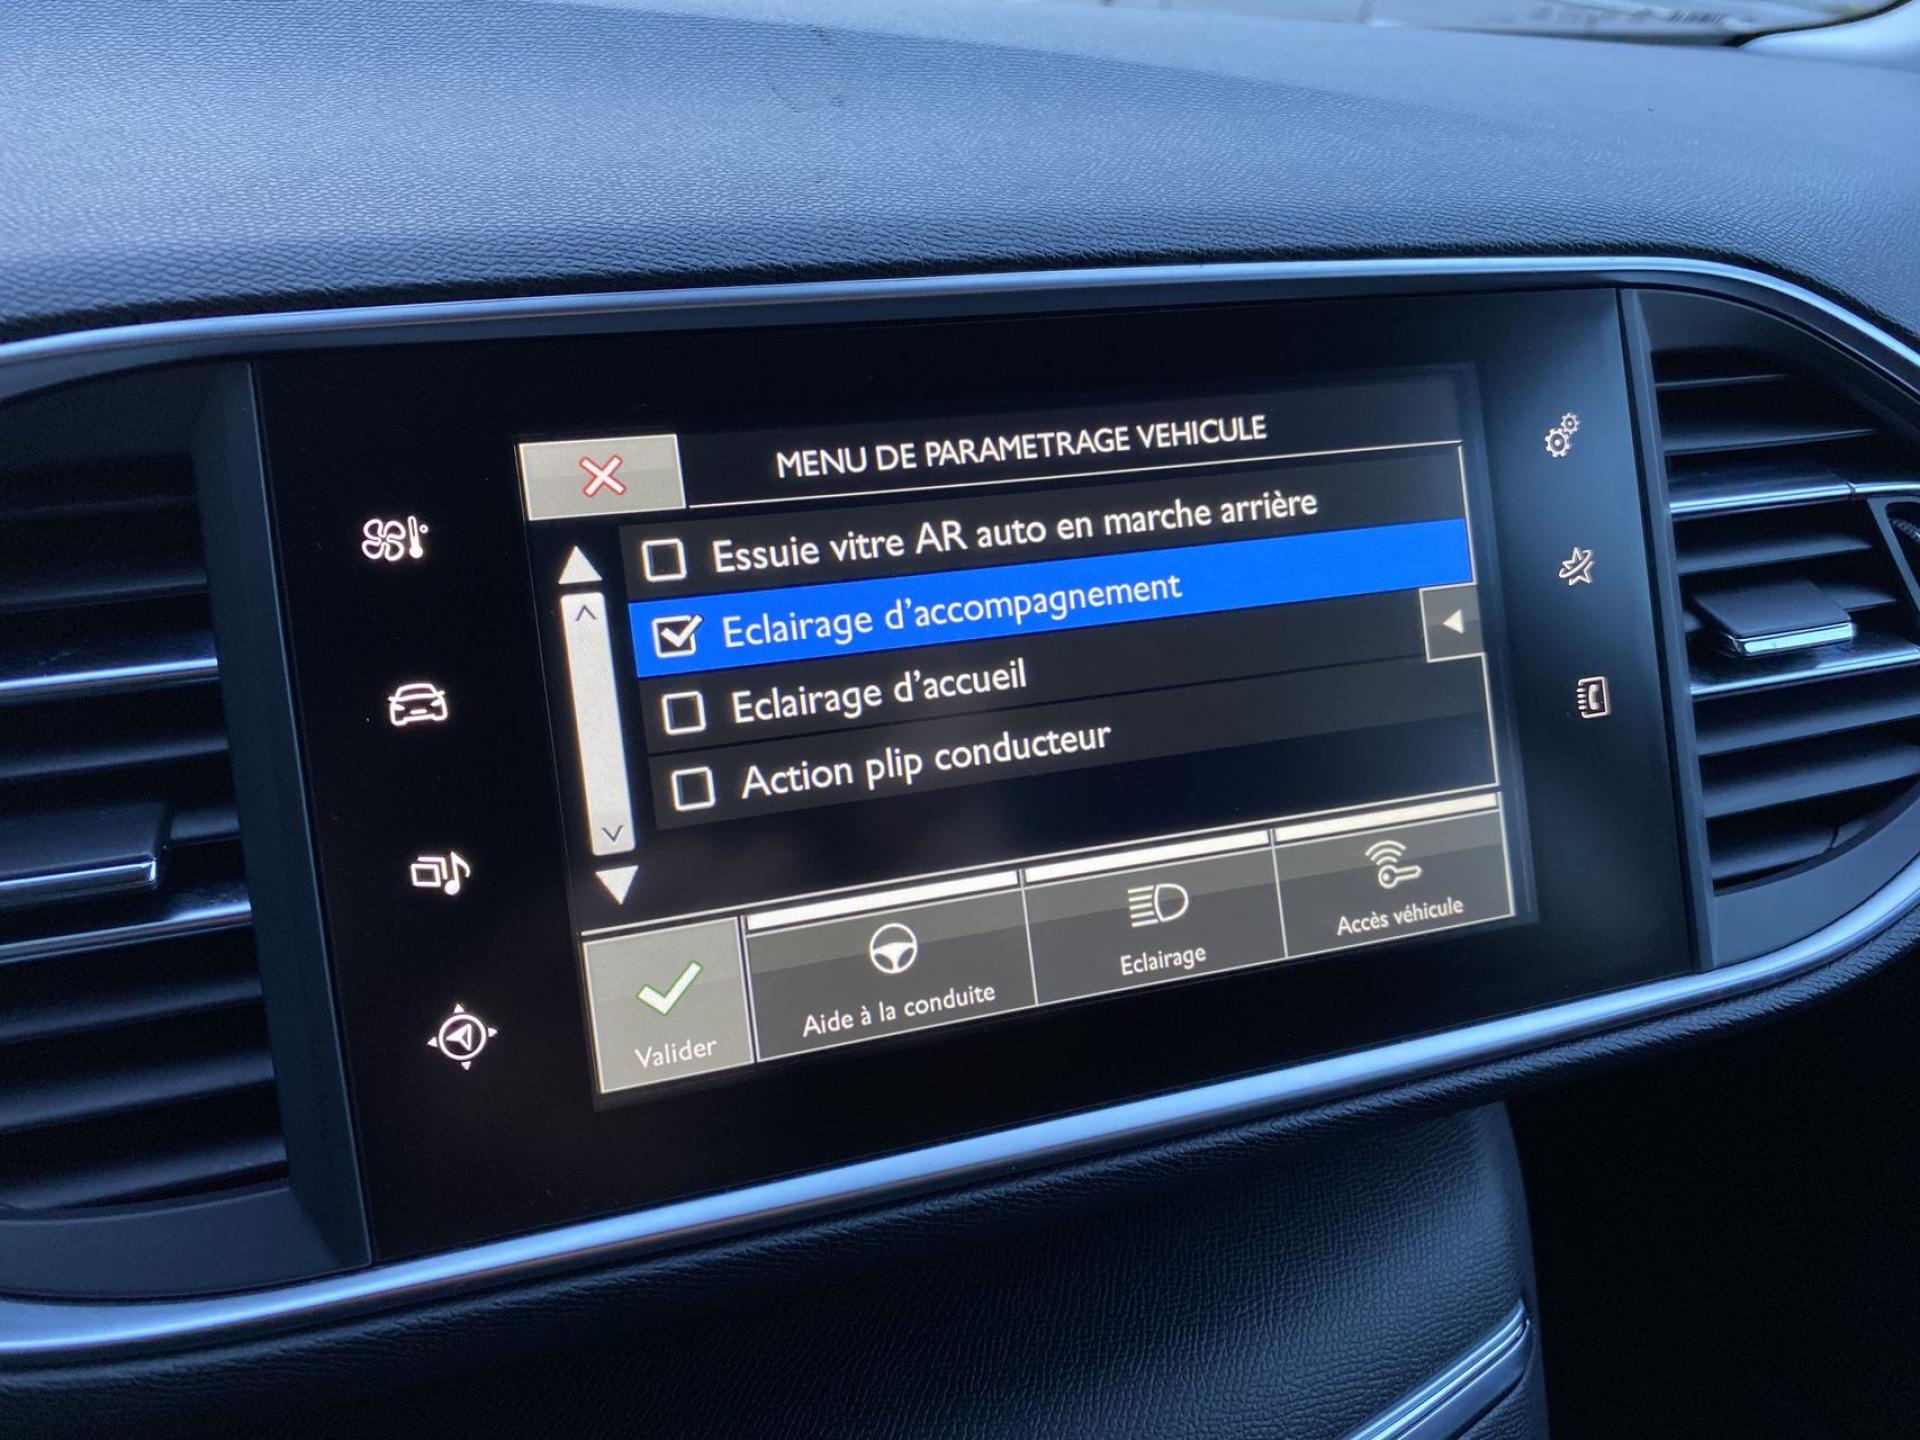 MENU DE PARAMETRAGE VEHICULE
Essuie vitre AR auto en marche arrière
Eclairage d'accompagnement
Eclairage d'accueil
Action plip conducteur
Valider
Aide à la conduite
Eclairage
Accès véhicule